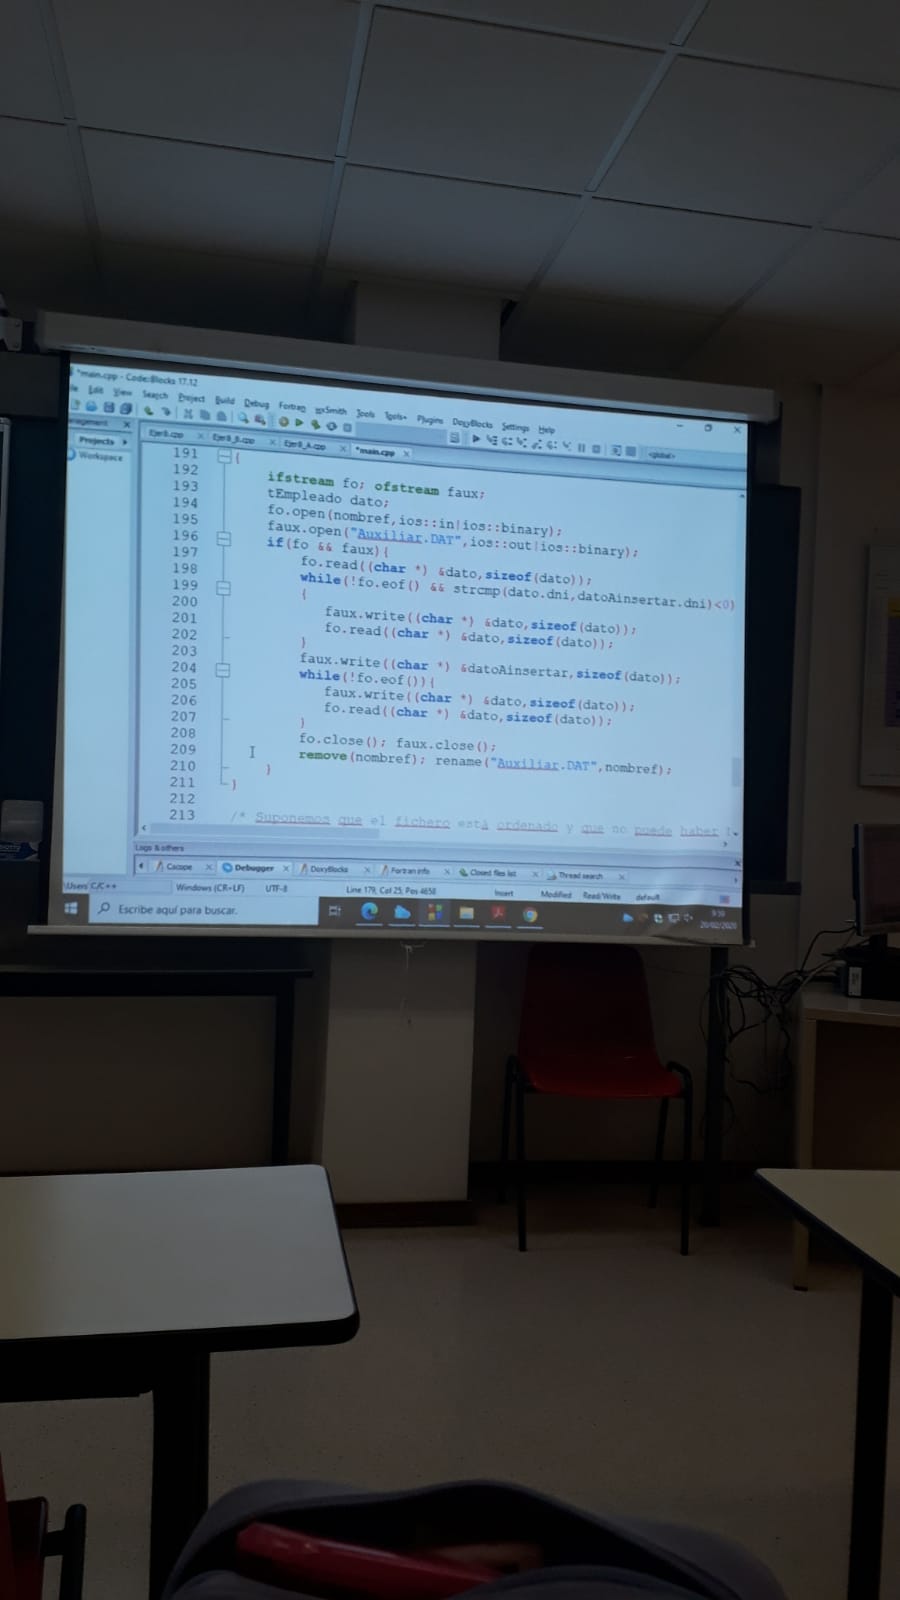 *main.cpp - Code::Blocks 17.12
Edit View Search Project Build Debug Fortran wxSmith Tools Tools+ Plugins DoxyBlocks Settings Help
<global>
Projects
Workspace
Ejer8.cpp Ejer8_B.cpp Ejer8_A.cpp *main.cpp
191 {
192
193 ifstream fo; ofstream faux;
194 tEmpleado dato;
195 fo.open(nombref,ios::in|ios::binary);
196 faux.open("Auxiliar.DAT",ios::out|ios::binary);
197 if(fo && faux){
198 fo.read((char *) &dato,sizeof(dato));
199 while(!fo.eof() && strcmp(dato.dni,datoAinsertar.dni)<0)
200 {
201 faux.write((char *) &dato,sizeof(dato));
202 fo.read((char *) &dato,sizeof(dato));
203 }
204 faux.write((char *) &datoAinsertar,sizeof(dato));
205 while(!fo.eof()){
206 faux.write((char *) &dato,sizeof(dato));
207 fo.read((char *) &dato,sizeof(dato));
208 }
209 fo.close(); faux.close();
210 remove(nombref); rename("Auxiliar.DAT",nombref);
211 }
212 }
213 /* Suponemos que el fichero está ordenado y que no puede haber
Logs & others
Cscope Debugger DoxyBlocks Fortran info Closed files list Thread search
\Users C/C++ Windows (CR+LF) UTF-8 Line 179, Col 25, Pos 4658 Insert Modified Read/Write default
Escribe aquí para buscar.
9:59
20/02/2020